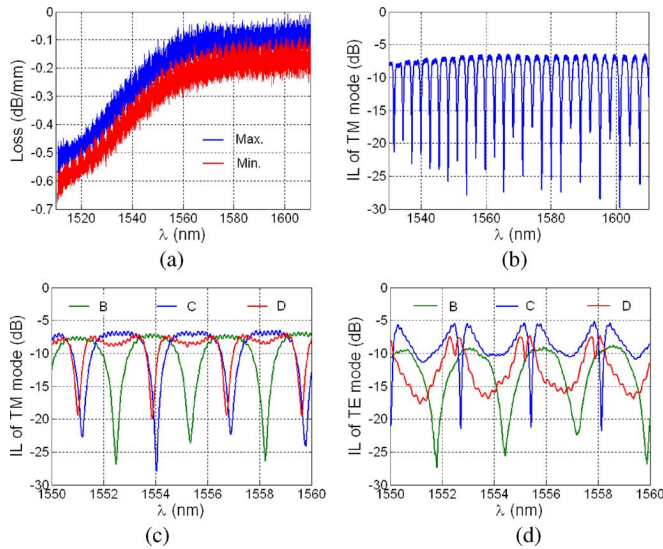 0
-0.1
-0.2
-0.3
-0.4
-0.5
-0.6
-0.7
Loss (dB/mm)
Max.
Min.
1520 1540 1560 1580 1600
λ (nm)
(a)
0
-5
-10
-15
-20
-25
-30
IL of TM mode (dB)
1540 1560 1580 1600
λ (nm)
(b)
0
-5
-10
-15
-20
-25
-30
IL of TM mode (dB)
B C D
1550 1552 1554 1556 1558 1560
λ (nm)
(c)
0
-5
-10
-15
-20
-25
-30
IL of TE mode (dB)
B C D
1550 1552 1554 1556 1558 1560
λ (nm)
(d)